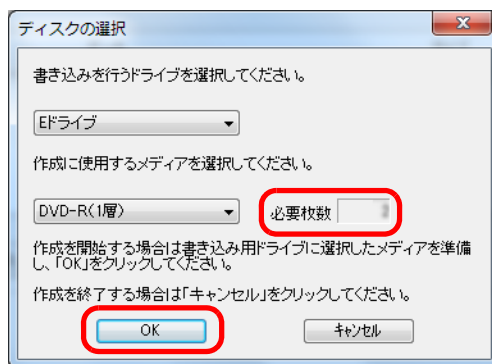 ディスクの選択
書き込みを行うドライブを選択してください。
Eドライブ
作成に使用するメディアを選択してください。
DVD-R(1層) 必要枚数
作成を開始する場合は書き込み用ドライブに選択したメディアを準備
し、「OK」をクリックしてください。
作成を終了する場合は「キャンセル」をクリックしてください。
OK キャンセル